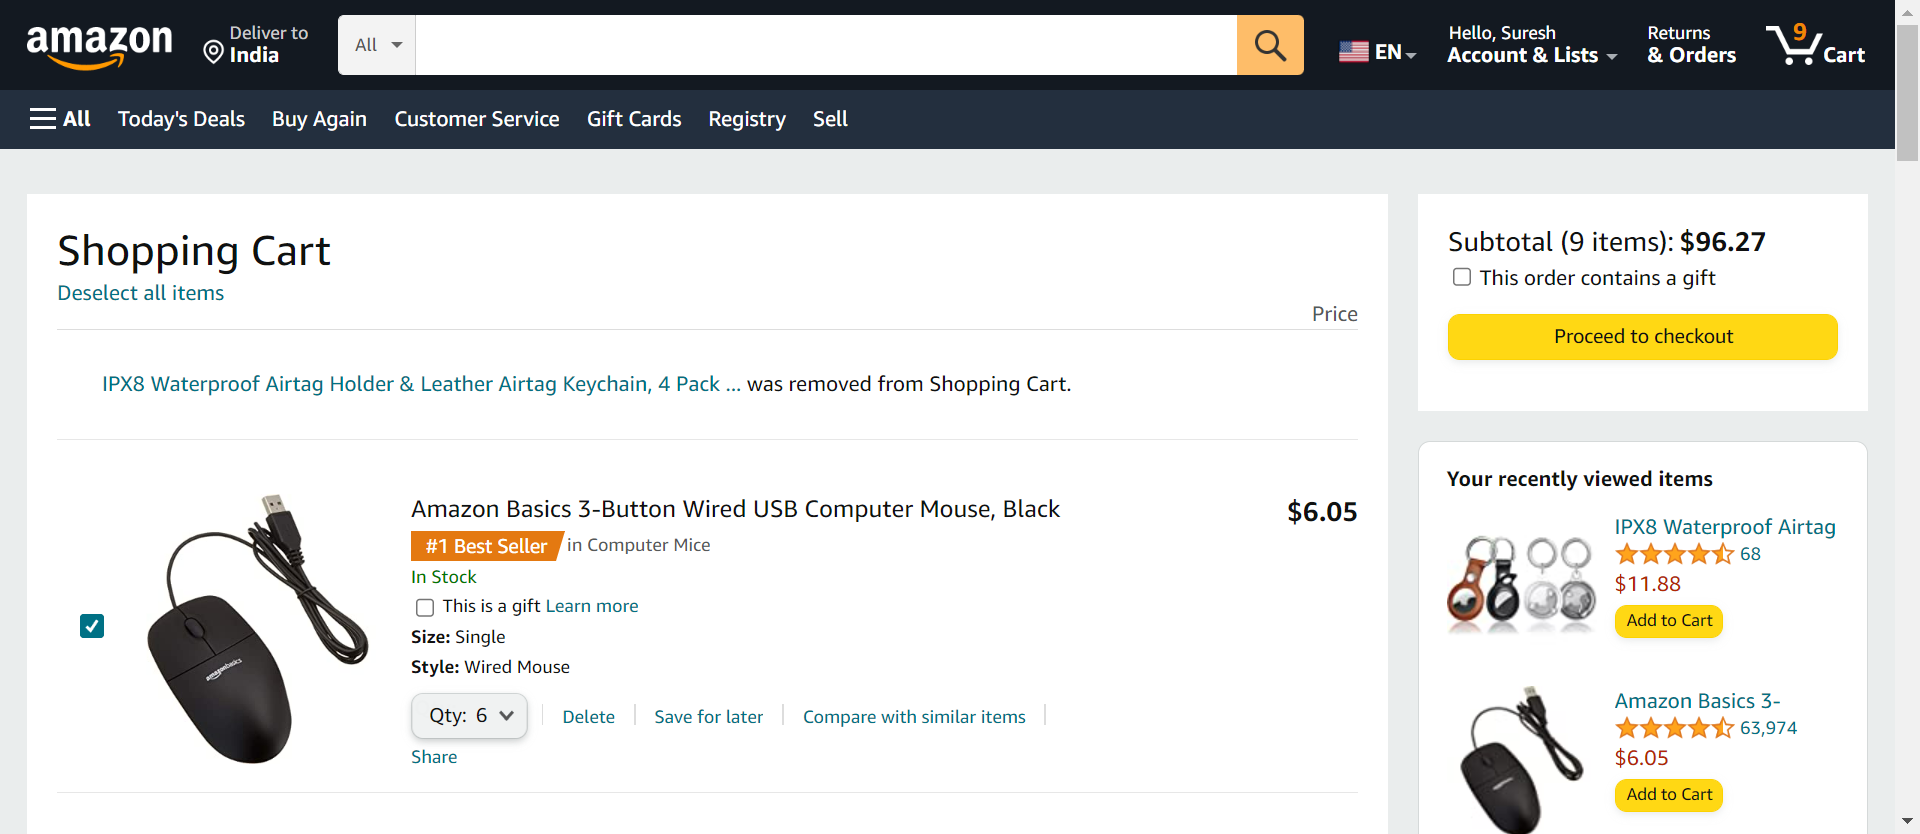 amazon
Deliver to
India
All
EN
Hello, Suresh
Account & Lists
Returns
& Orders
9
Cart
All
Today's Deals
Buy Again
Customer Service
Gift Cards
Registry
Sell
Shopping Cart
Deselect all items
Price
IPX8 Waterproof Airtag Holder & Leather Airtag Keychain, 4 Pack ... was removed from Shopping Cart.
Amazon Basics 3-Button Wired USB Computer Mouse, Black
$6.05
#1 Best Seller in Computer Mice
In Stock
This is a gift Learn more
Size: Single
Style: Wired Mouse
Qty: 6
Delete
Save for later
Compare with similar items
Share
amazonbasics
Subtotal (9 items): $96.27
This order contains a gift
Proceed to checkout
Your recently viewed items
IPX8 Waterproof Airtag
68
$11.88
Add to Cart
Amazon Basics 3-
63,974
$6.05
Add to Cart